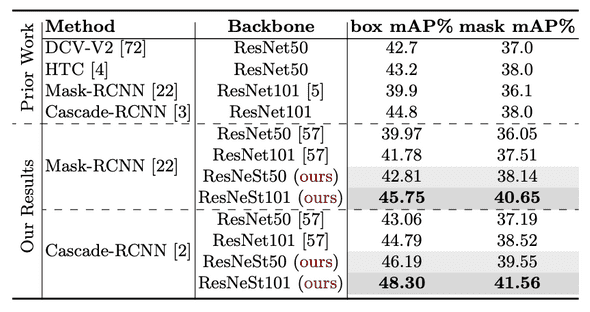 Method Backbone box mAP% mask mAP%
Prior Work
DCV-V2 [72] ResNet50 42.7 37.0
HTC [4] ResNet50 43.2 38.0
Mask-RCNN [22] ResNet101 [5] 39.9 36.1
Cascade-RCNN [3] ResNet101 44.8 38.0
Our Results
Mask-RCNN [22]
ResNet50 [57] 39.97 36.05
ResNet101 [57] 41.78 37.51
ResNeSt50 (ours) 42.81 38.14
ResNeSt101 (ours) 45.75 40.65
Cascade-RCNN [2]
ResNet50 [57] 43.06 37.19
ResNet101 [57] 44.79 38.52
ResNeSt50 (ours) 46.19 39.55
ResNeSt101 (ours) 48.30 41.56